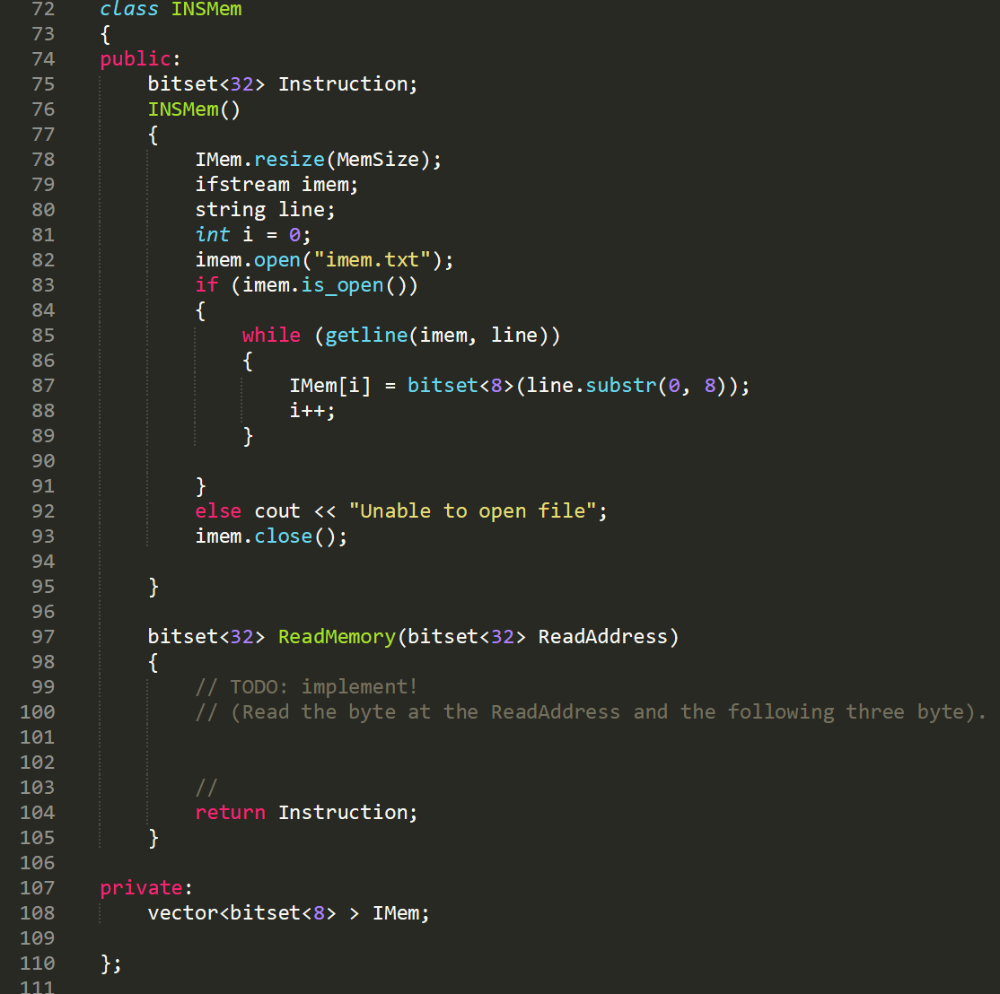 72 class INSMem
73 {
74 public:
75 bitset<32> Instruction;
76 INSMem()
77 {
78 IMem.resize(MemSize);
79 ifstream imem;
80 string line;
81 int i = 0;
82 imem.open("imem.txt");
83 if (imem.is_open())
84 {
85 while (getline(imem, line))
86 {
87 IMem[i] = bitset<8>(line.substr(0, 8));
88 i++;
89 }
90
91 }
92 else cout << "Unable to open file";
93 imem.close();
94
95 }
96
97 bitset<32> ReadMemory(bitset<32> ReadAddress)
98 {
99 // TODO: implement!
100 // (Read the byte at the ReadAddress and the following three byte).
101
102
103 //
104 return Instruction;
105 }
106
107 private:
108 vector<bitset<8> > IMem;
109
110 };
111